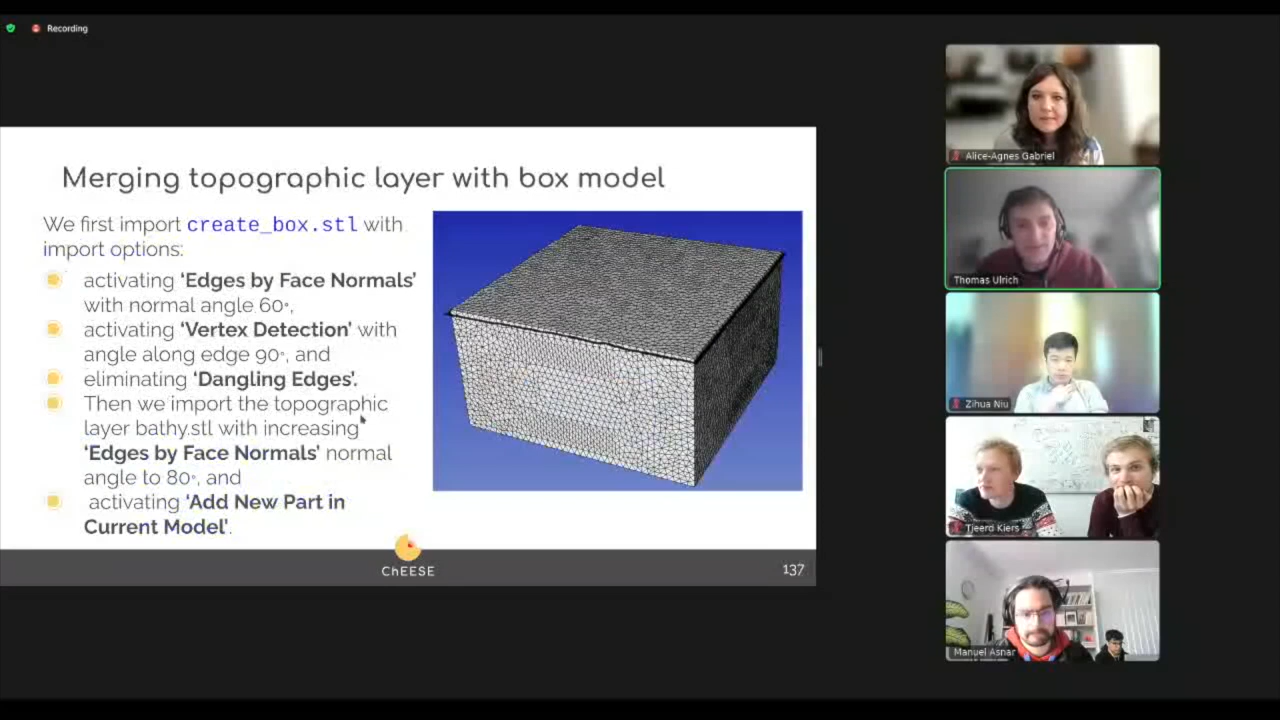 Recording
Merging topographic layer with box model
We first import create_box.stl with
import options:
activating ‘Edges by Face Normals’
with normal angle 60°,
activating ‘Vertex Detection’ with
angle along edge 90°, and
eliminating ‘Dangling Edges’.
Then we import the topographic
layer bathy.stl with increasing
‘Edges by Face Normals’ normal
angle to 80°, and
activating ‘Add New Part in
Current Model’.
ChEESE
137
Alice-Agnes Gabriel
Thomas Ulrich
Zihua Niu
Tjeerd Kiers
Manuel Asnar